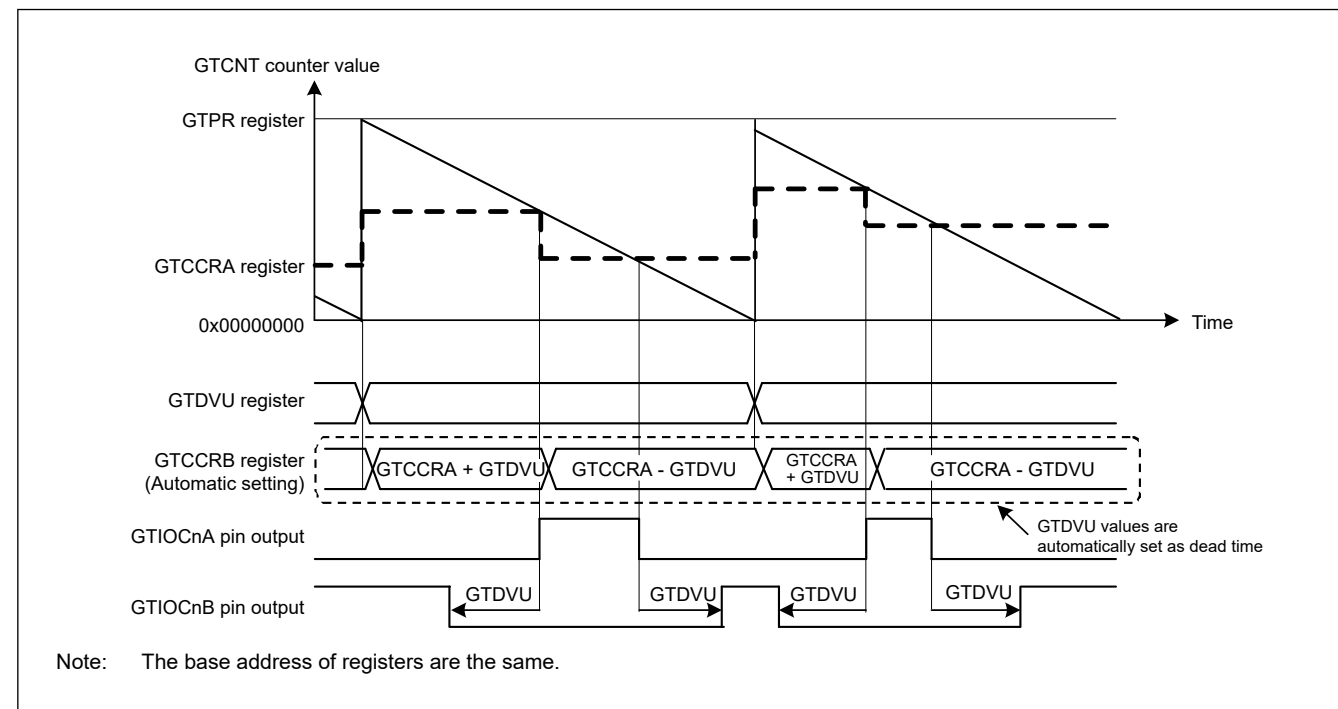 GTCNT counter value
GTPR register
GTCCRA register
0x00000000
Time
GTDVU register
GTCCRB register
(Automatic setting)
GTCCRA + GTDVU
GTCCRA - GTDVU
GTCCRA
+ GTDVU
GTCCRA - GTDVU
GTDVU values are
automatically set as dead time
GTIOCnA pin output
GTIOCnB pin output
GTDVU
GTDVU
GTDVU
GTDVU
Note: The base address of registers are the same.